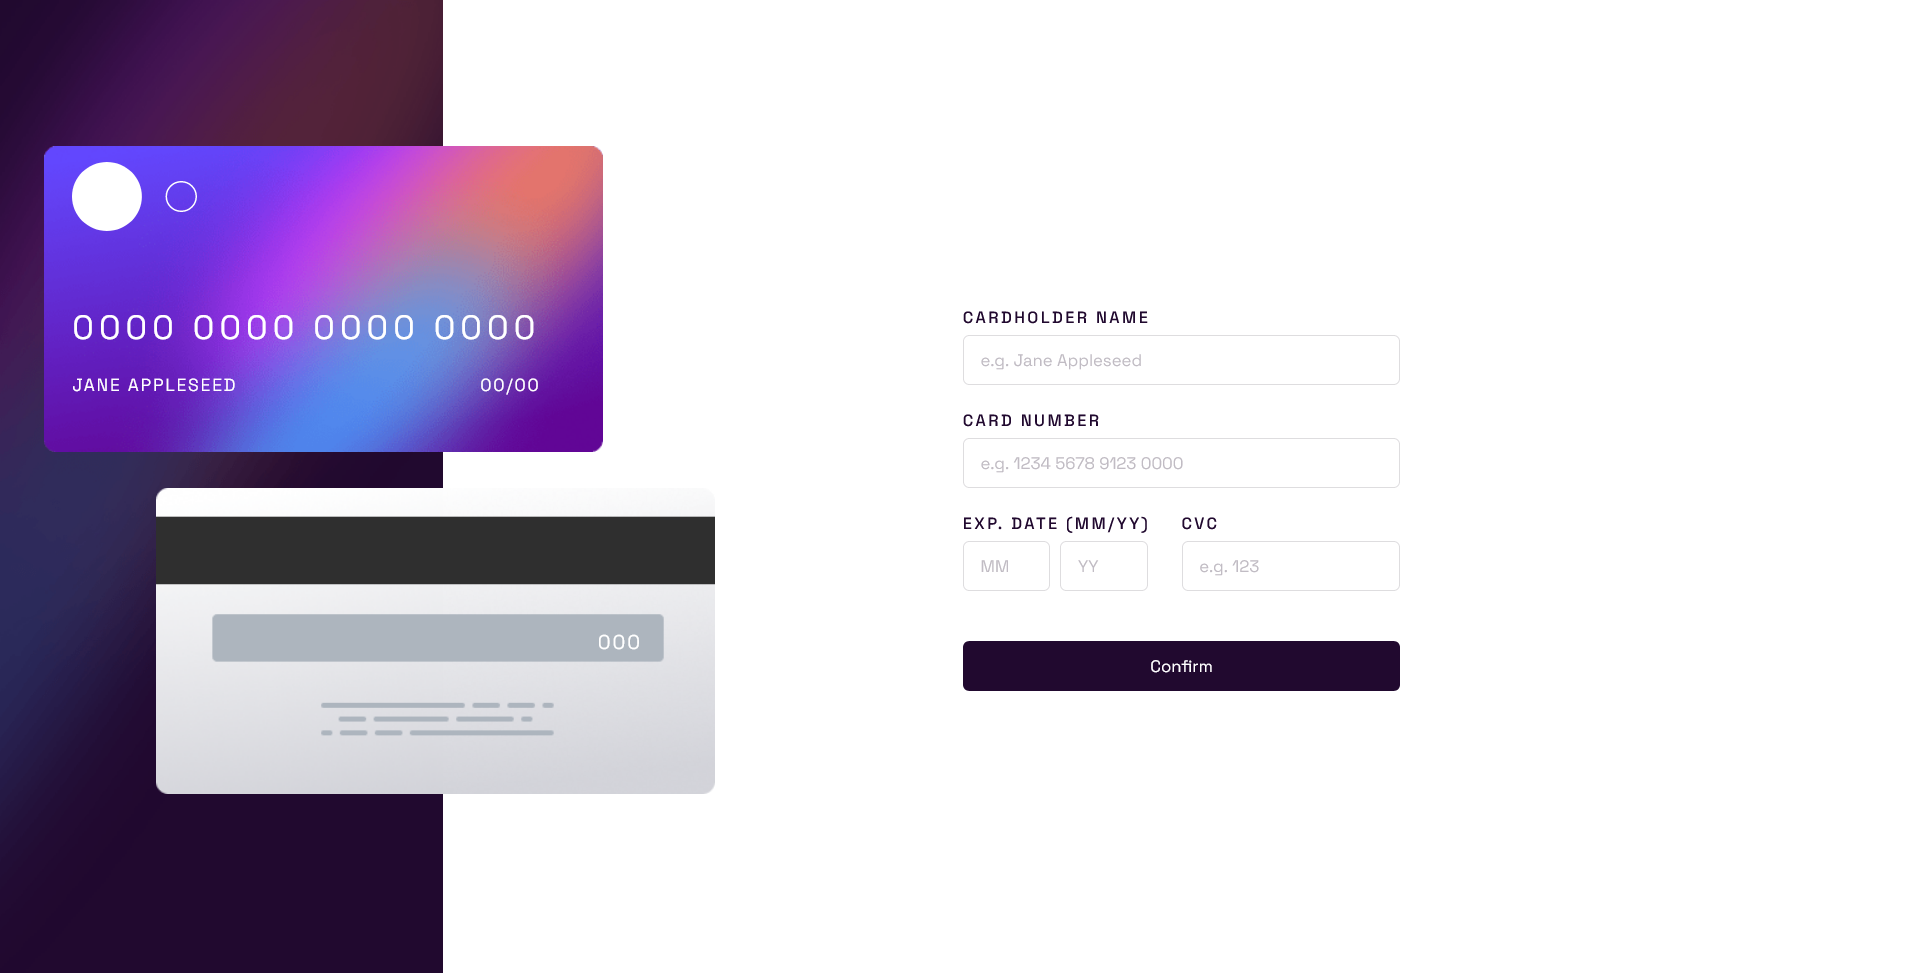 0000 0000 0000 0000
JANE APPLESEED 00/00
000
CARDHOLDER NAME
e.g. Jane Appleseed
CARD NUMBER
e.g. 1234 5678 9123 0000
EXP. DATE (MM/YY) CVC
MM YY e.g. 123
Confirm